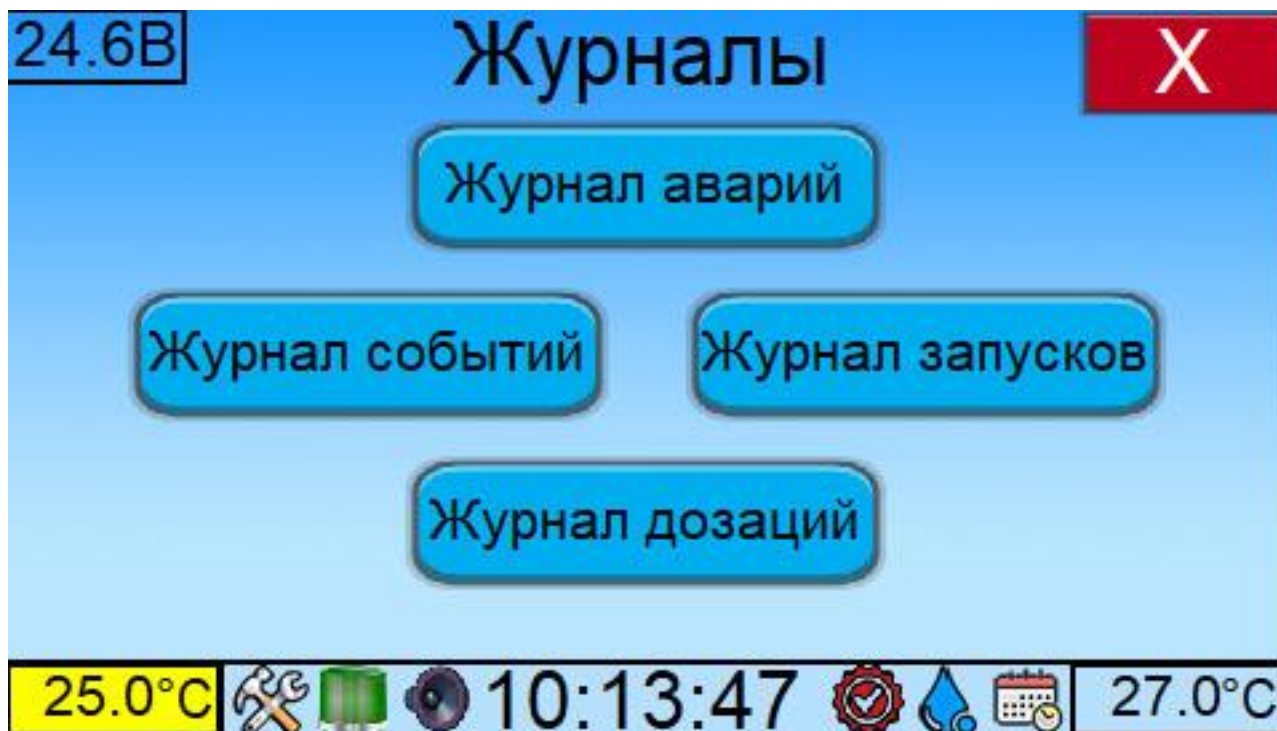 24.6В
Журналы
X
Журнал аварий
Журнал событий
Журнал запусков
Журнал дозаций
25.0°C
10:13:47
27.0°C